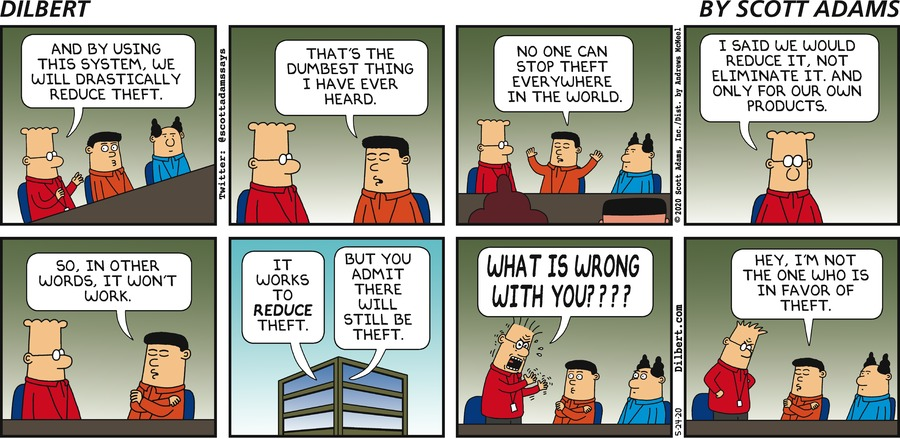 DILBERT
BY SCOTT ADAMS
AND BY USING
THIS SYSTEM, WE
WILL DRASTICALLY
REDUCE THEFT.
Twitter: @scottadamssays
THAT'S THE
DUMBEST THING
I HAVE EVER
HEARD.
NO ONE CAN
STOP THEFT
EVERYWHERE
IN THE WORLD.
©2020 Scott Adams, Inc./Dist. by Andrews McMeel
I SAID WE WOULD
REDUCE IT, NOT
ELIMINATE IT. AND
ONLY FOR OUR OWN
PRODUCTS.
SO, IN OTHER
WORDS, IT WON'T
WORK.
IT
WORKS
TO
REDUCE
THEFT.
BUT YOU
ADMIT
THERE
WILL
STILL BE
THEFT.
WHAT IS WRONG
WITH YOU????
5-24-20
Dilbert.com
HEY, I'M NOT
THE ONE WHO IS
IN FAVOR OF
THEFT.